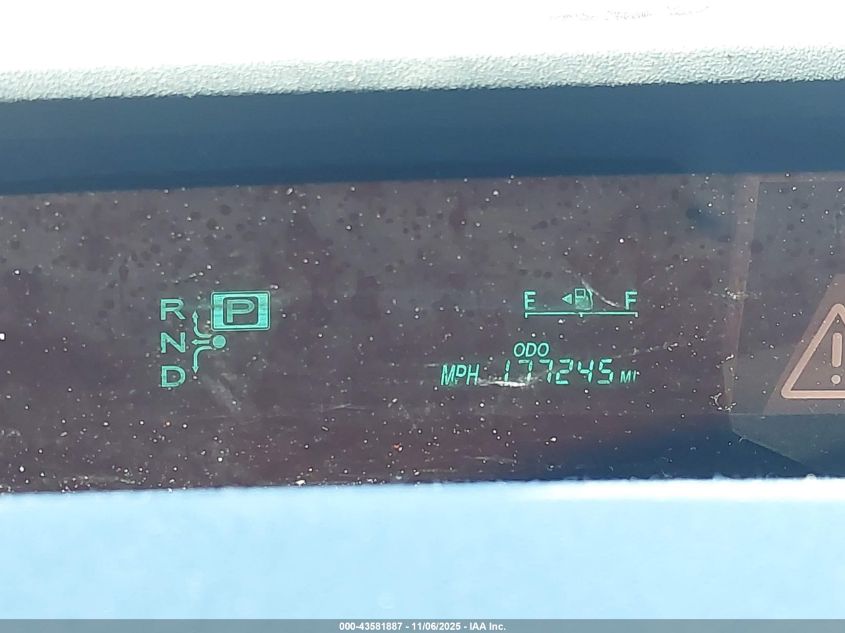 R P
N
D
E F
ODO
MPH 177245 MI
000-43581887 - 11/06/2025 - IAA Inc.